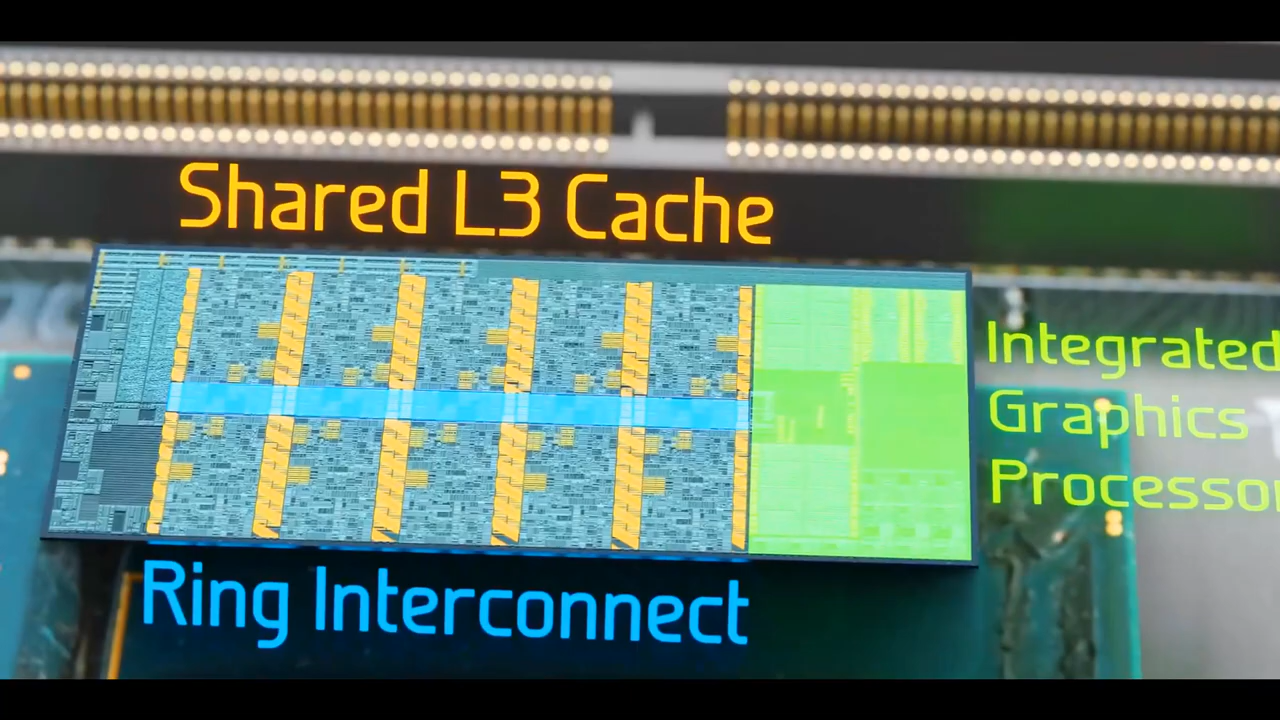 Shared L3 Cache
Integrated
Graphics
Processor
Ring Interconnect